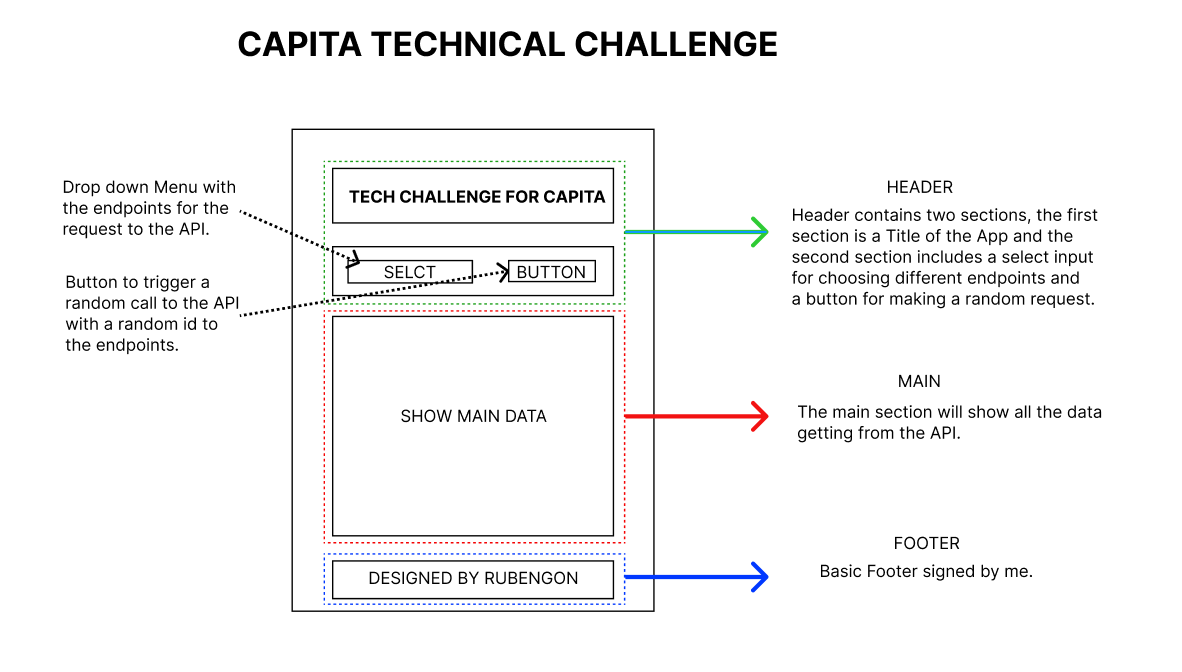 CAPITA TECHNICAL CHALLENGE
Drop down Menu with
the endpoints for the
request to the API.
Button to trigger a
random call to the API
with a random id to
the endpoints.
TECH CHALLENGE FOR CAPITA
SELCT
BUTTON
SHOW MAIN DATA
DESIGNED BY RUBENGON
HEADER
Header contains two sections, the first
section is a Title of the App and the
second section includes a select input
for choosing different endpoints and
a button for making a random request.
MAIN
The main section will show all the data
getting from the API.
FOOTER
Basic Footer signed by me.